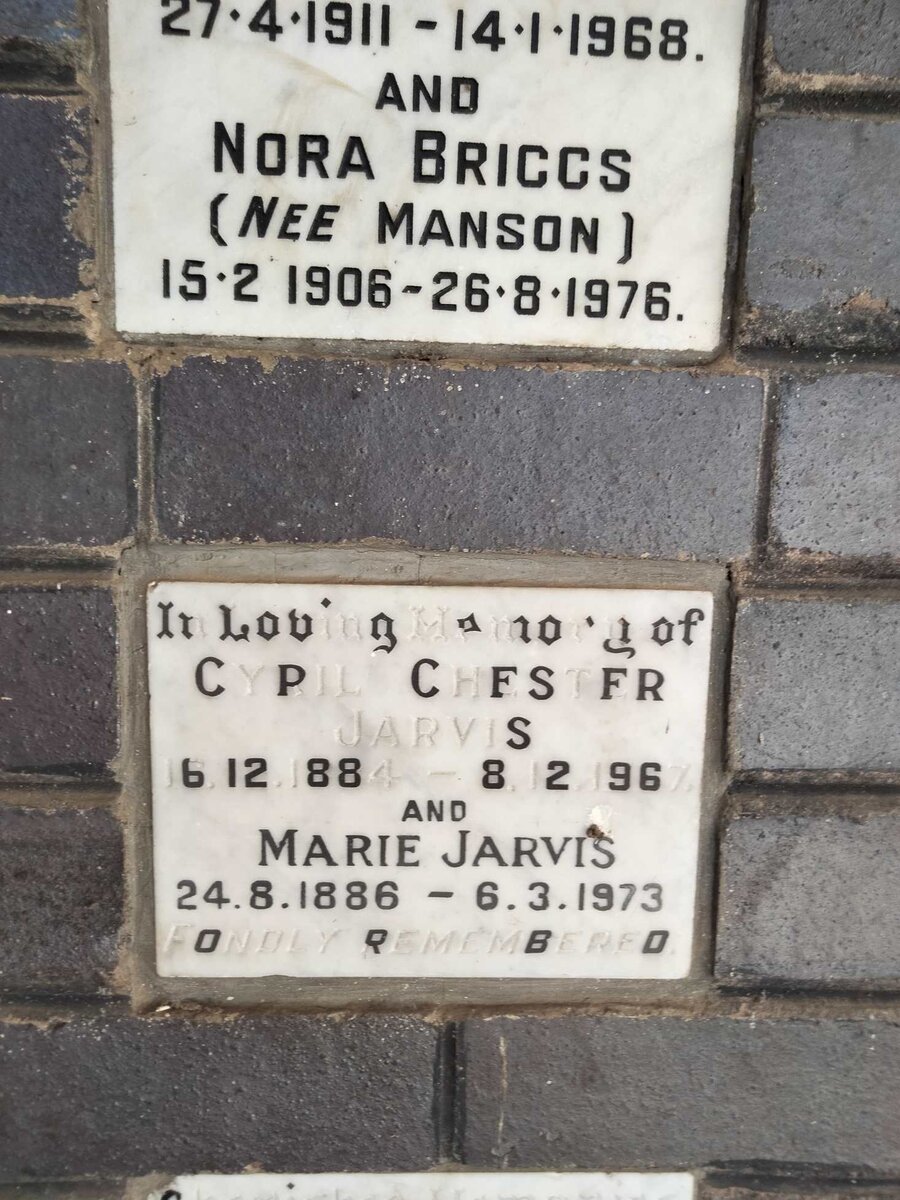 27·4·1911 - 14·1·1968.
AND
NORA BRIGGS
(NEE MANSON)
15·2 1906-26·8·1976.
In Loving Memory of
CYRIL CHESTER
JARVIS
16.12.1884 - 8.12.1967.
AND
MARIE JARVIS
24.8.1886 - 6.3.1973
FONDLY REMEMBERED